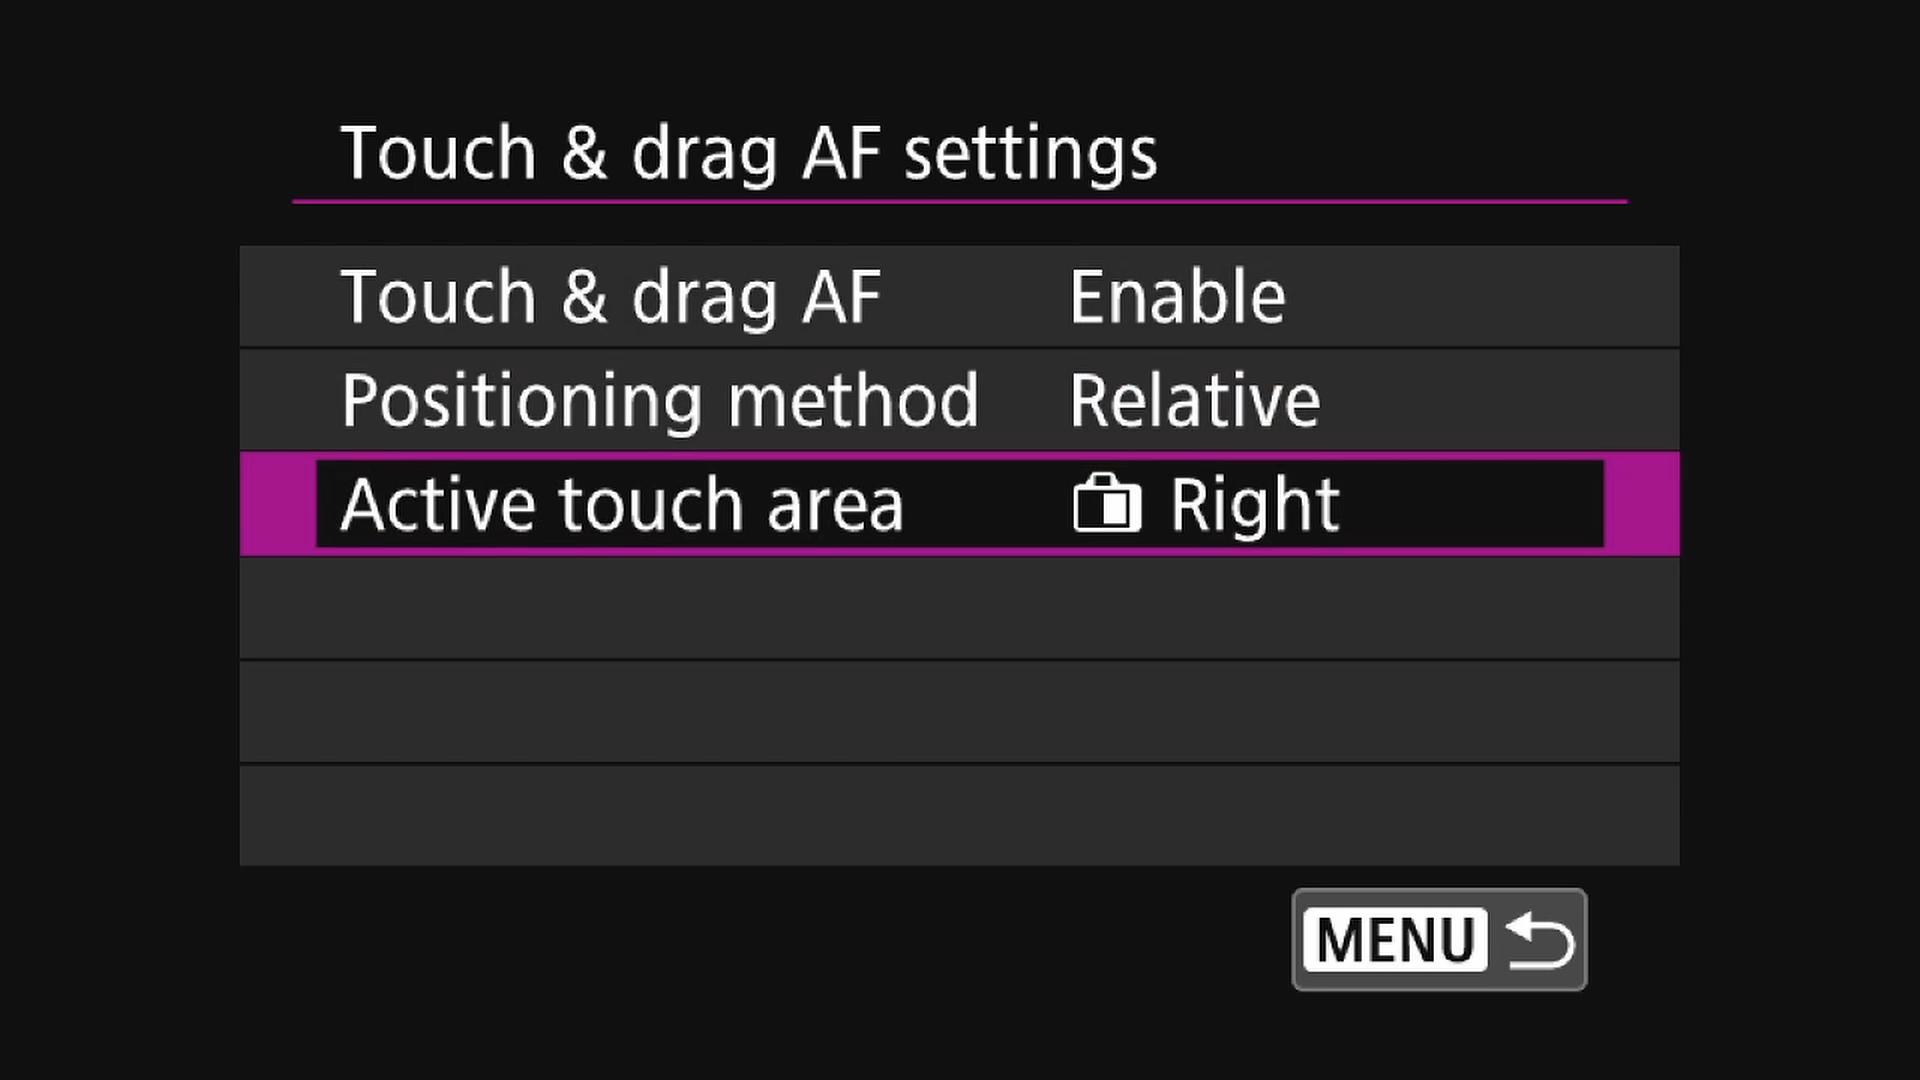 Touch & drag AF settings
Touch & drag AF Enable
Positioning method Relative
Active touch area Right
MENU